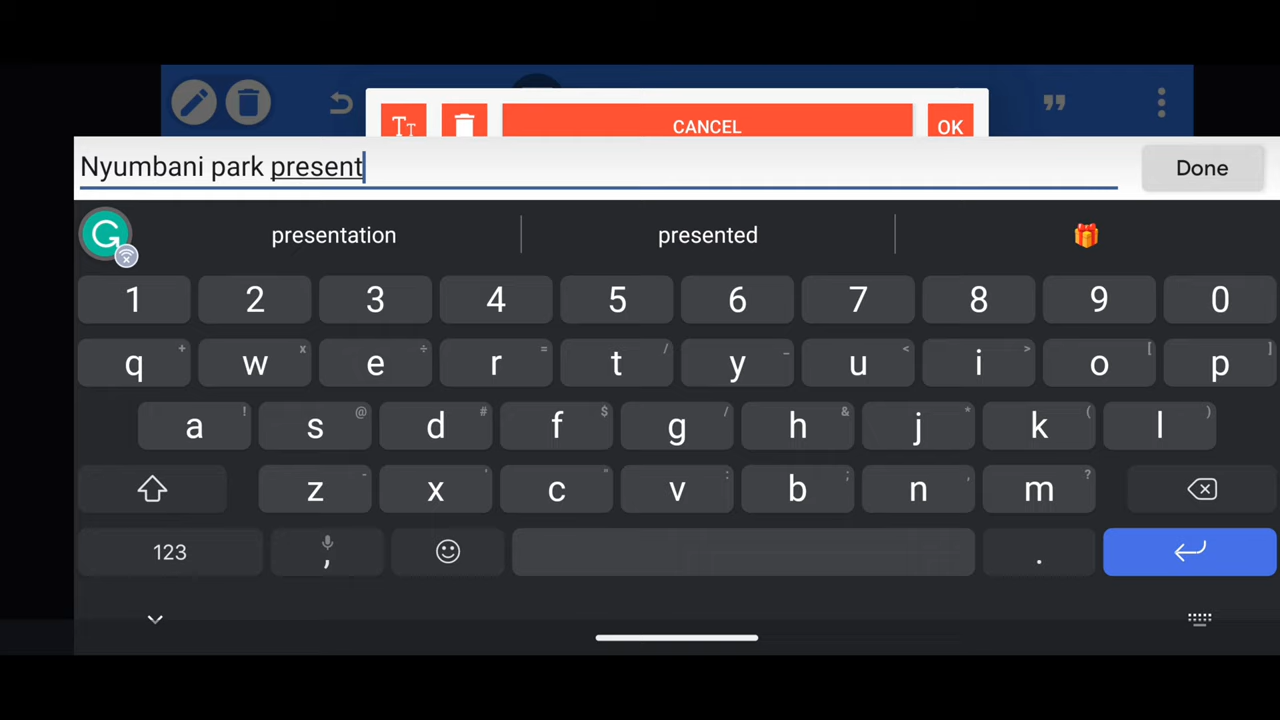 Tт CANCEL OK
Nyumbani park present Done
presentation presented
1 2 3 4 5 6 7 8 9 0
q + w x e ÷ r = t / y _ u < i > o [ p ]
a ! s @ d # f $ g / h & j * k ( l )
z - x ' c " v : b ; n , m ?
123 , .